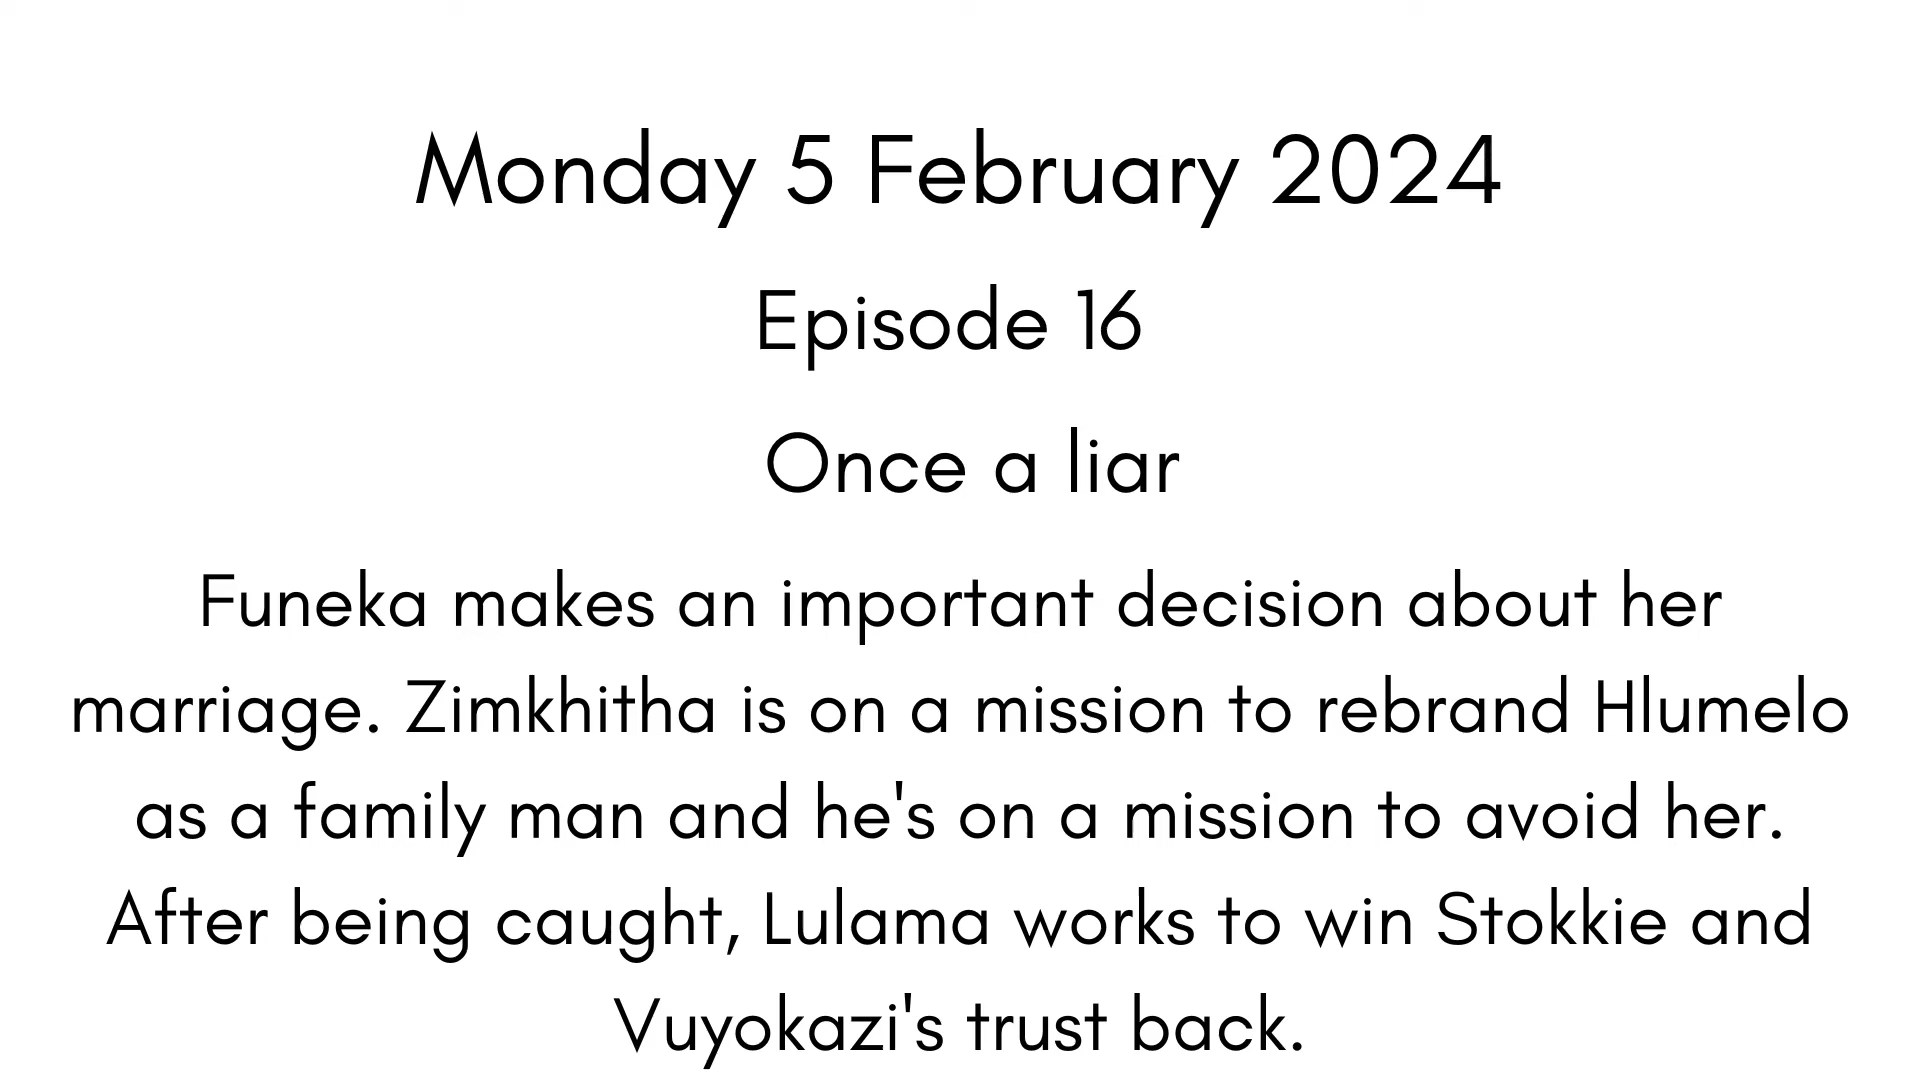 Monday 5 February 2024
Episode 16
Once a liar
Funeka makes an important decision about her
marriage. Zimkhitha is on a mission to rebrand Hlumelo
as a family man and he's on a mission to avoid her.
After being caught, Lulama works to win Stokkie and
Vuyokazi's trust back.